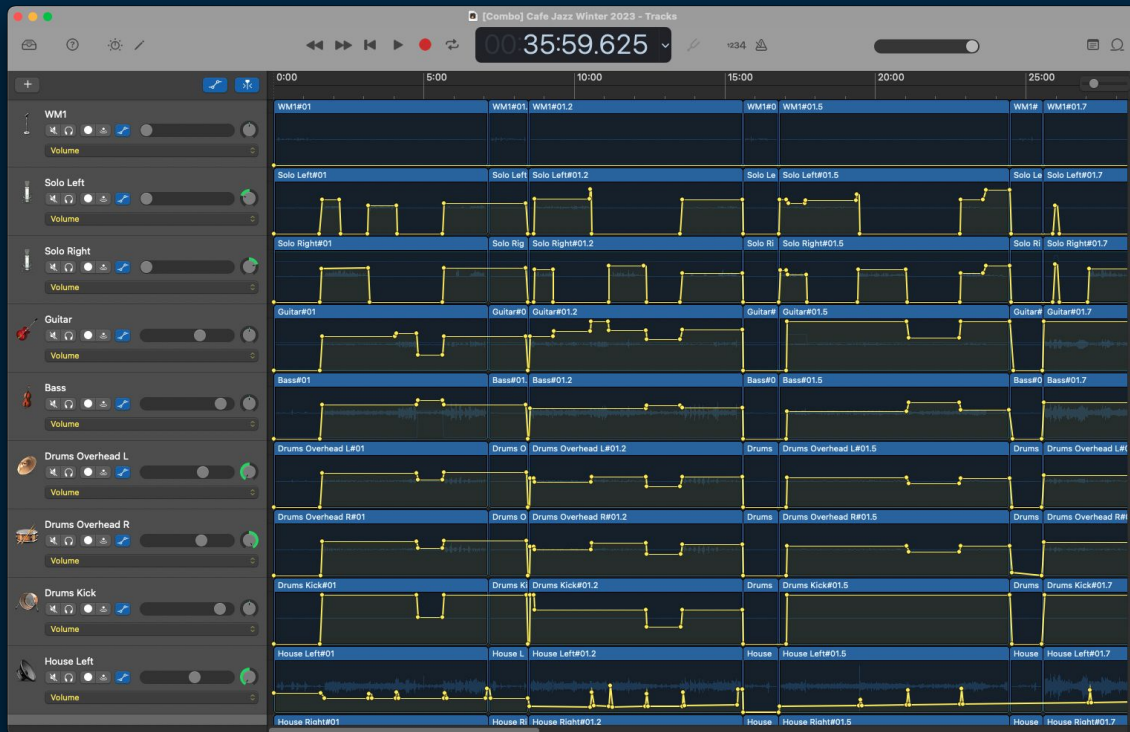 [Combo] Cafe Jazz Winter 2023 - Tracks
00:35:59.625
1234
0:00 5:00 10:00 15:00 20:00 25:00
WM1
Volume
WM1#01 WM1#01. WM1#01.2 WM1#0 WM1#01.5 WM1# WM1#01.7
Solo Left
Volume
Solo Left#01 Solo Left Solo Left#01.2 Solo Le Solo Left#01.5 Solo Le Solo Left#01.7
Solo Right
Volume
Solo Right#01 Solo Rig Solo Right#01.2 Solo Ri Solo Right#01.5 Solo Ri Solo Right#01.7
Guitar
Volume
Guitar#01 Guitar#0 Guitar#01.2 Guitar# Guitar#01.5 Guitar# Guitar#01.7
Bass
Volume
Bass#01 Bass#01. Bass#01.2 Bass#0 Bass#01.5 Bass#0 Bass#01.7
Drums Overhead L
Volume
Drums Overhead L#01 Drums O Drums Overhead L#01.2 Drums Drums Overhead L#01.5 Drums Drums Overhead L#0
Drums Overhead R
Volume
Drums Overhead R#01 Drums O Drums Overhead R#01.2 Drums Drums Overhead R#01.5 Drums Drums Overhead R#
Drums Kick
Volume
Drums Kick#01 Drums Ki Drums Kick#01.2 Drums Drums Kick#01.5 Drums Drums Kick#01.7
House Left
Volume
House Left#01 House L House Left#01.2 House House Left#01.5 House House Left#01.7
House Right#01 House Ri House Right#01.2 House House Right#01.5 House House Right#01.7